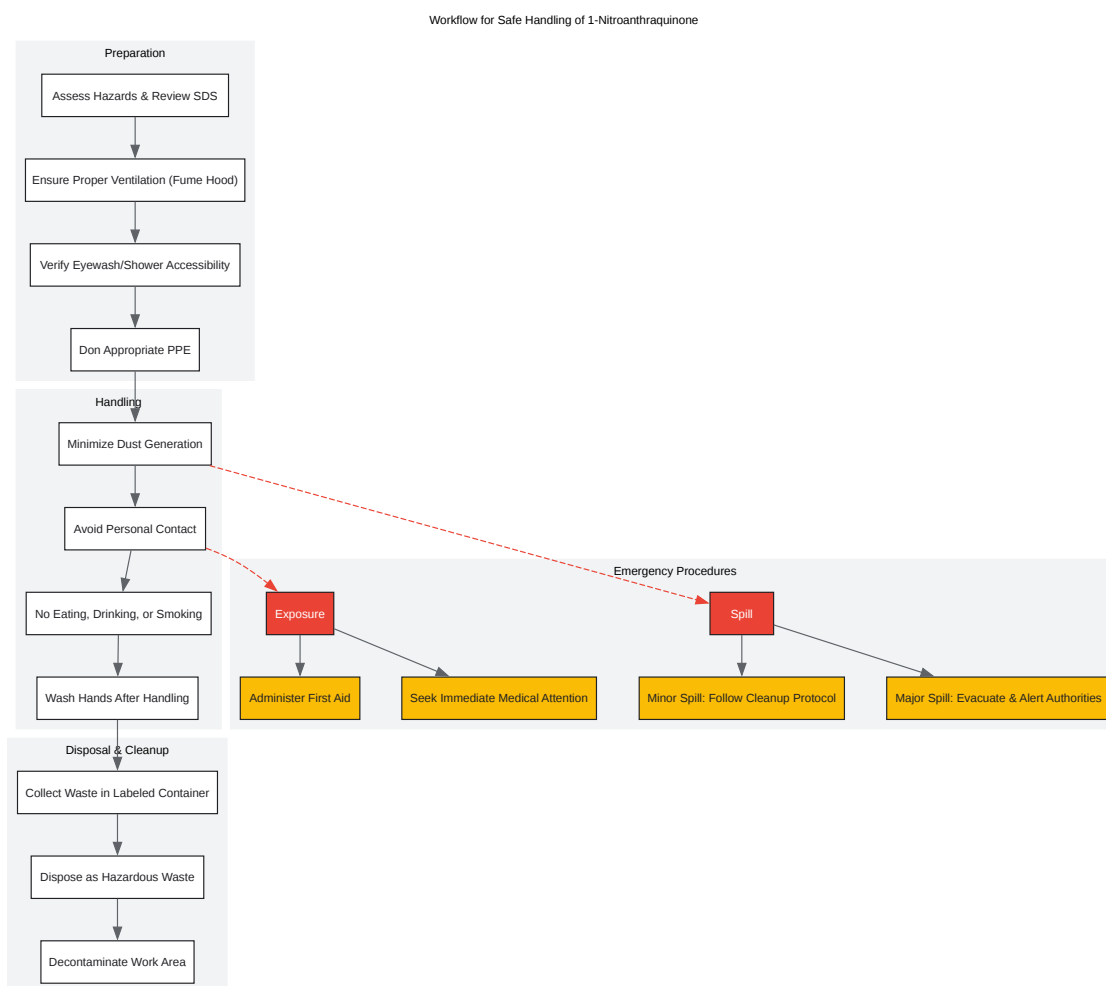 Workflow for Safe Handling of 1-Nitroanthraquinone
Preparation
Assess Hazards & Review SDS
Ensure Proper Ventilation (Fume Hood)
Verify Eyewash/Shower Accessibility
Don Appropriate PPE
Handling
Minimize Dust Generation
Avoid Personal Contact
No Eating, Drinking, or Smoking
Wash Hands After Handling
Emergency Procedures
Exposure
Spill
Administer First Aid
Seek Immediate Medical Attention
Minor Spill: Follow Cleanup Protocol
Major Spill: Evacuate & Alert Authorities
Disposal & Cleanup
Collect Waste in Labeled Container
Dispose as Hazardous Waste
Decontaminate Work Area